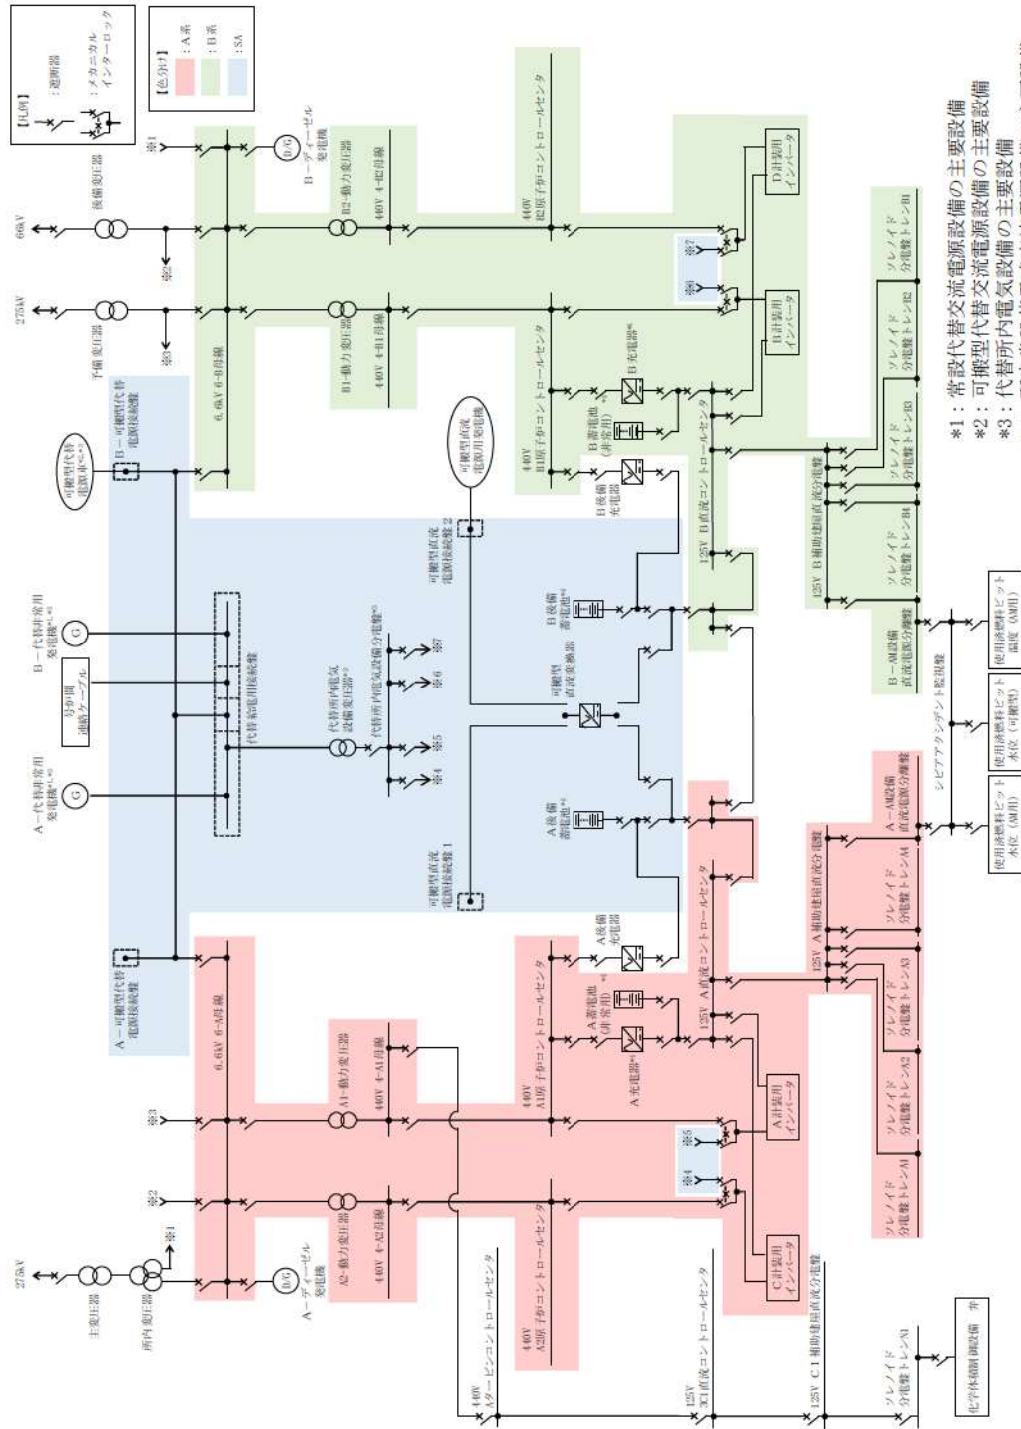 【凡例】
：遮断器
：メカニカル
インターロック
【色分け】
：A系
：B系
：SA
275kV
主変圧器
所内変圧器
※1
※2
※3
A－ディーゼル
発電機
D/G
6.6kV 6-A母線
A－可搬型代替
電源接続盤
A－代替非常用
発電機*1,*3
G
号炉間
連絡ケーブル
B－代替非常用
発電機*1,*3
G
可搬型代替
電源車*2,*3
B－可搬型代替
電源接続盤
275kV
予備変圧器
※3
66kV
後備変圧器
※2
※1
6.6kV 6-B母線
D/G
B－ディーゼル
発電機
代替給電用接続盤
代替所内電気
設備変圧器*3
代替所内電気設備分電盤*3
※4
※5
※6
※7
A2－動力変圧器
440V 4-A2母線
A1－動力変圧器
440V 4-A1母線
B1－動力変圧器
440V 4-B1母線
B2－動力変圧器
440V 4-B2母線
可搬型直流
電源接続盤1
可搬型直流
電源接続盤2
可搬型直流
電源用発電機
440V
Aタービンコントロールセンタ
440V
A2原子炉コントロールセンタ
440V
A1原子炉コントロールセンタ
440V
B1原子炉コントロールセンタ
440V
B2原子炉コントロールセンタ
A充電器
A蓄電池
(非常用)
A後備
充電器
A後備
蓄電池
可搬型
直流変換器
B後備
蓄電池
B後備
充電器
B蓄電池
(非常用)
B充電器
※4
※5
※6
※7
125V
3C1直流コントロールセンタ
125V A直流コントロールセンタ
125V B直流コントロールセンタ
C計装用
インバータ
A計装用
インバータ
B計装用
インバータ
D計装用
インバータ
125V C1補助建屋直流分電盤
125V A補助建屋直流分電盤
125V B補助建屋直流分電盤
ソレノイド
分電盤トレンN1
ソレノイド
分電盤トレンA1
ソレノイド
分電盤トレンA2
ソレノイド
分電盤トレンA3
ソレノイド
分電盤トレンA4
A－AM設備
直流電源分離盤
B－AM設備
直流電源分離盤
ソレノイド
分電盤トレンB4
ソレノイド
分電盤トレンB3
ソレノイド
分電盤トレンB2
ソレノイド
分電盤トレンB1
シビアアクシデント監視盤
化学体積制御設備 弁
使用済燃料ピット
水位（AM用）
使用済燃料ピット
水位（可搬型）
使用済燃料ピット
温度（AM用）
*1：常設代替交流電源設備の主要設備
*2：可搬型代替交流電源設備の主要設備
*3：代替所内電気設備の主要設備